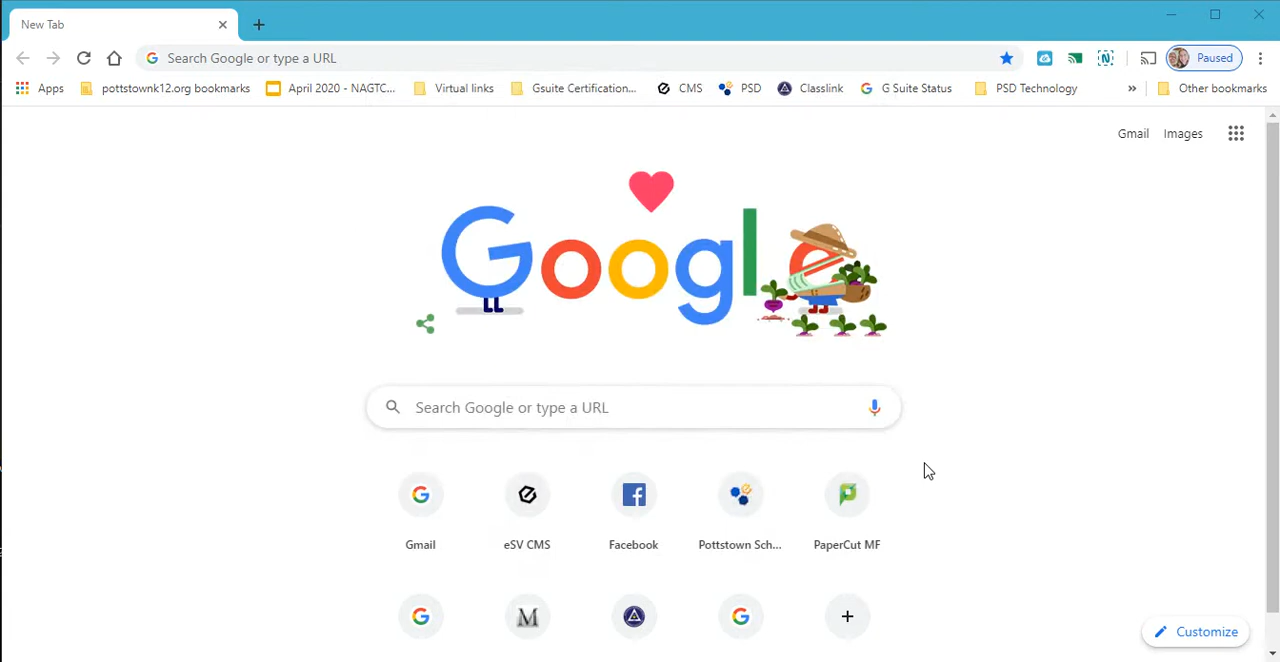 New Tab
Search Google or type a URL
Paused
Apps pottstownk12.org bookmarks April 2020 - NAGTC... Virtual links Gsuite Certification... CMS PSD Classlink G Suite Status PSD Technology » Other bookmarks
Gmail Images
Google
Search Google or type a URL
Gmail eSV CMS Facebook Pottstown Sch... PaperCut MF
M
Customize